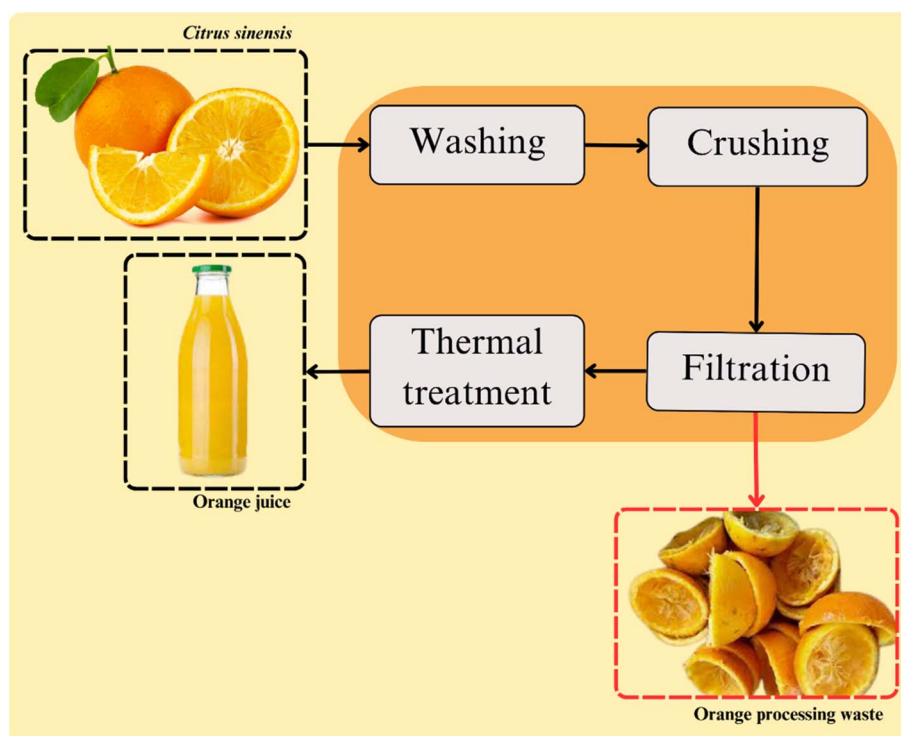 Citrus sinensis
Washing
Crushing
Thermal
treatment
Filtration
Orange juice
Orange processing waste